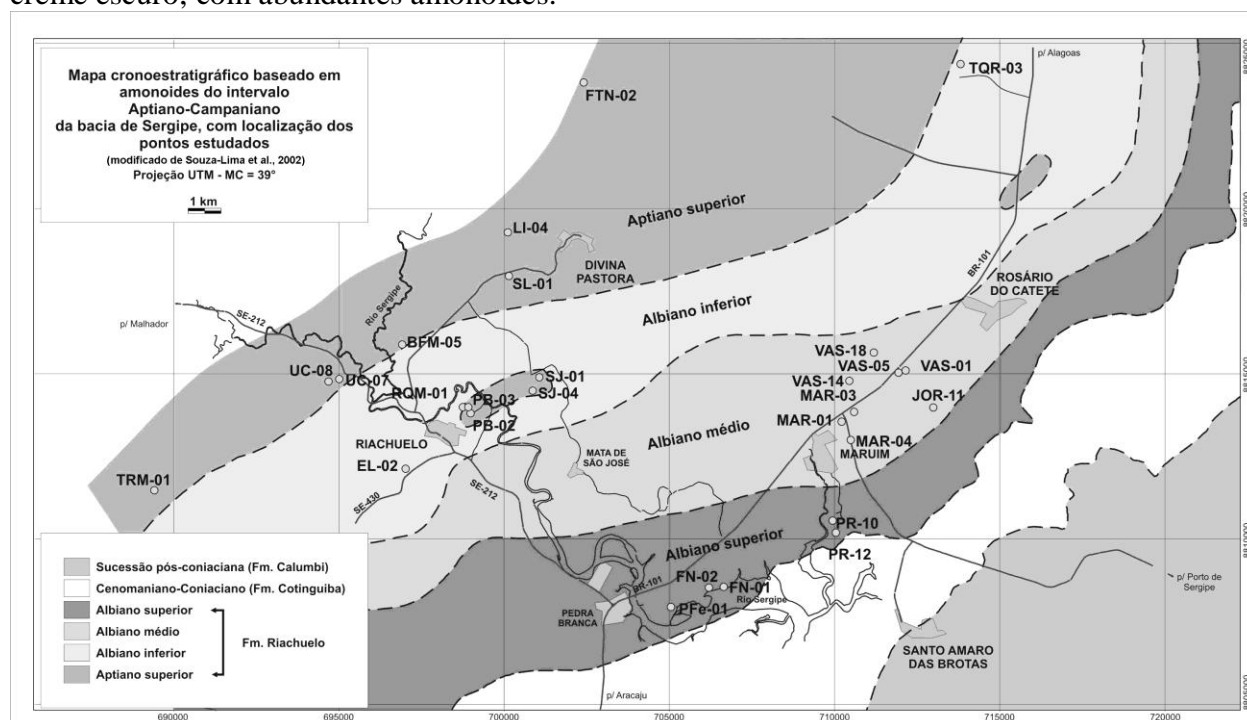 creme escuro, com abundantes amonoides.
Mapa cronoestratigráfico baseado em
amonoides do intervalo
Aptiano-Campaniano
da bacia de Sergipe, com localização dos
pontos estudados
(modificado de Souza-Lima et al., 2002)
Projeção UTM - MC = 39°
1 km
p/ Alagoas
TQR-03
8825000
FTN-02
Aptiano superior
8820000
LI-04
DIVINA
PASTORA
SL-01
BR-101
ROSÁRIO
DO CATETE
Rio Sergipe
SE-212
p/ Malhador
Albiano inferior
BFM-05
VAS-18
VAS-05
VAS-01
UC-08
UC-07
SJ-01
8815000
VAS-14
RQM-01
PB-03
SJ-04
MAR-03
JOR-11
PB-02
MAR-01
RIACHUELO
Albiano médio
MAR-04
MARUIM
MATA DE
SÃO JOSÉ
EL-02
TRM-01
SE-430
SE-212
8810000
PR-10
Albiano superior
PR-12
FN-02
FN-01
BR-101
Rio Sergipe
PFe-01
PEDRA
BRANCA
p/ Porto de
Sergipe
SANTO AMARO
DAS BROTAS
p/ Aracaju
8805000
Sucessão pós-coniaciana (Fm. Calumbi)
Cenomaniano-Coniaciano (Fm. Cotinguiba)
Albiano superior
Albiano médio
Fm. Riachuelo
Albiano inferior
Aptiano superior
690000
695000
700000
705000
710000
715000
720000